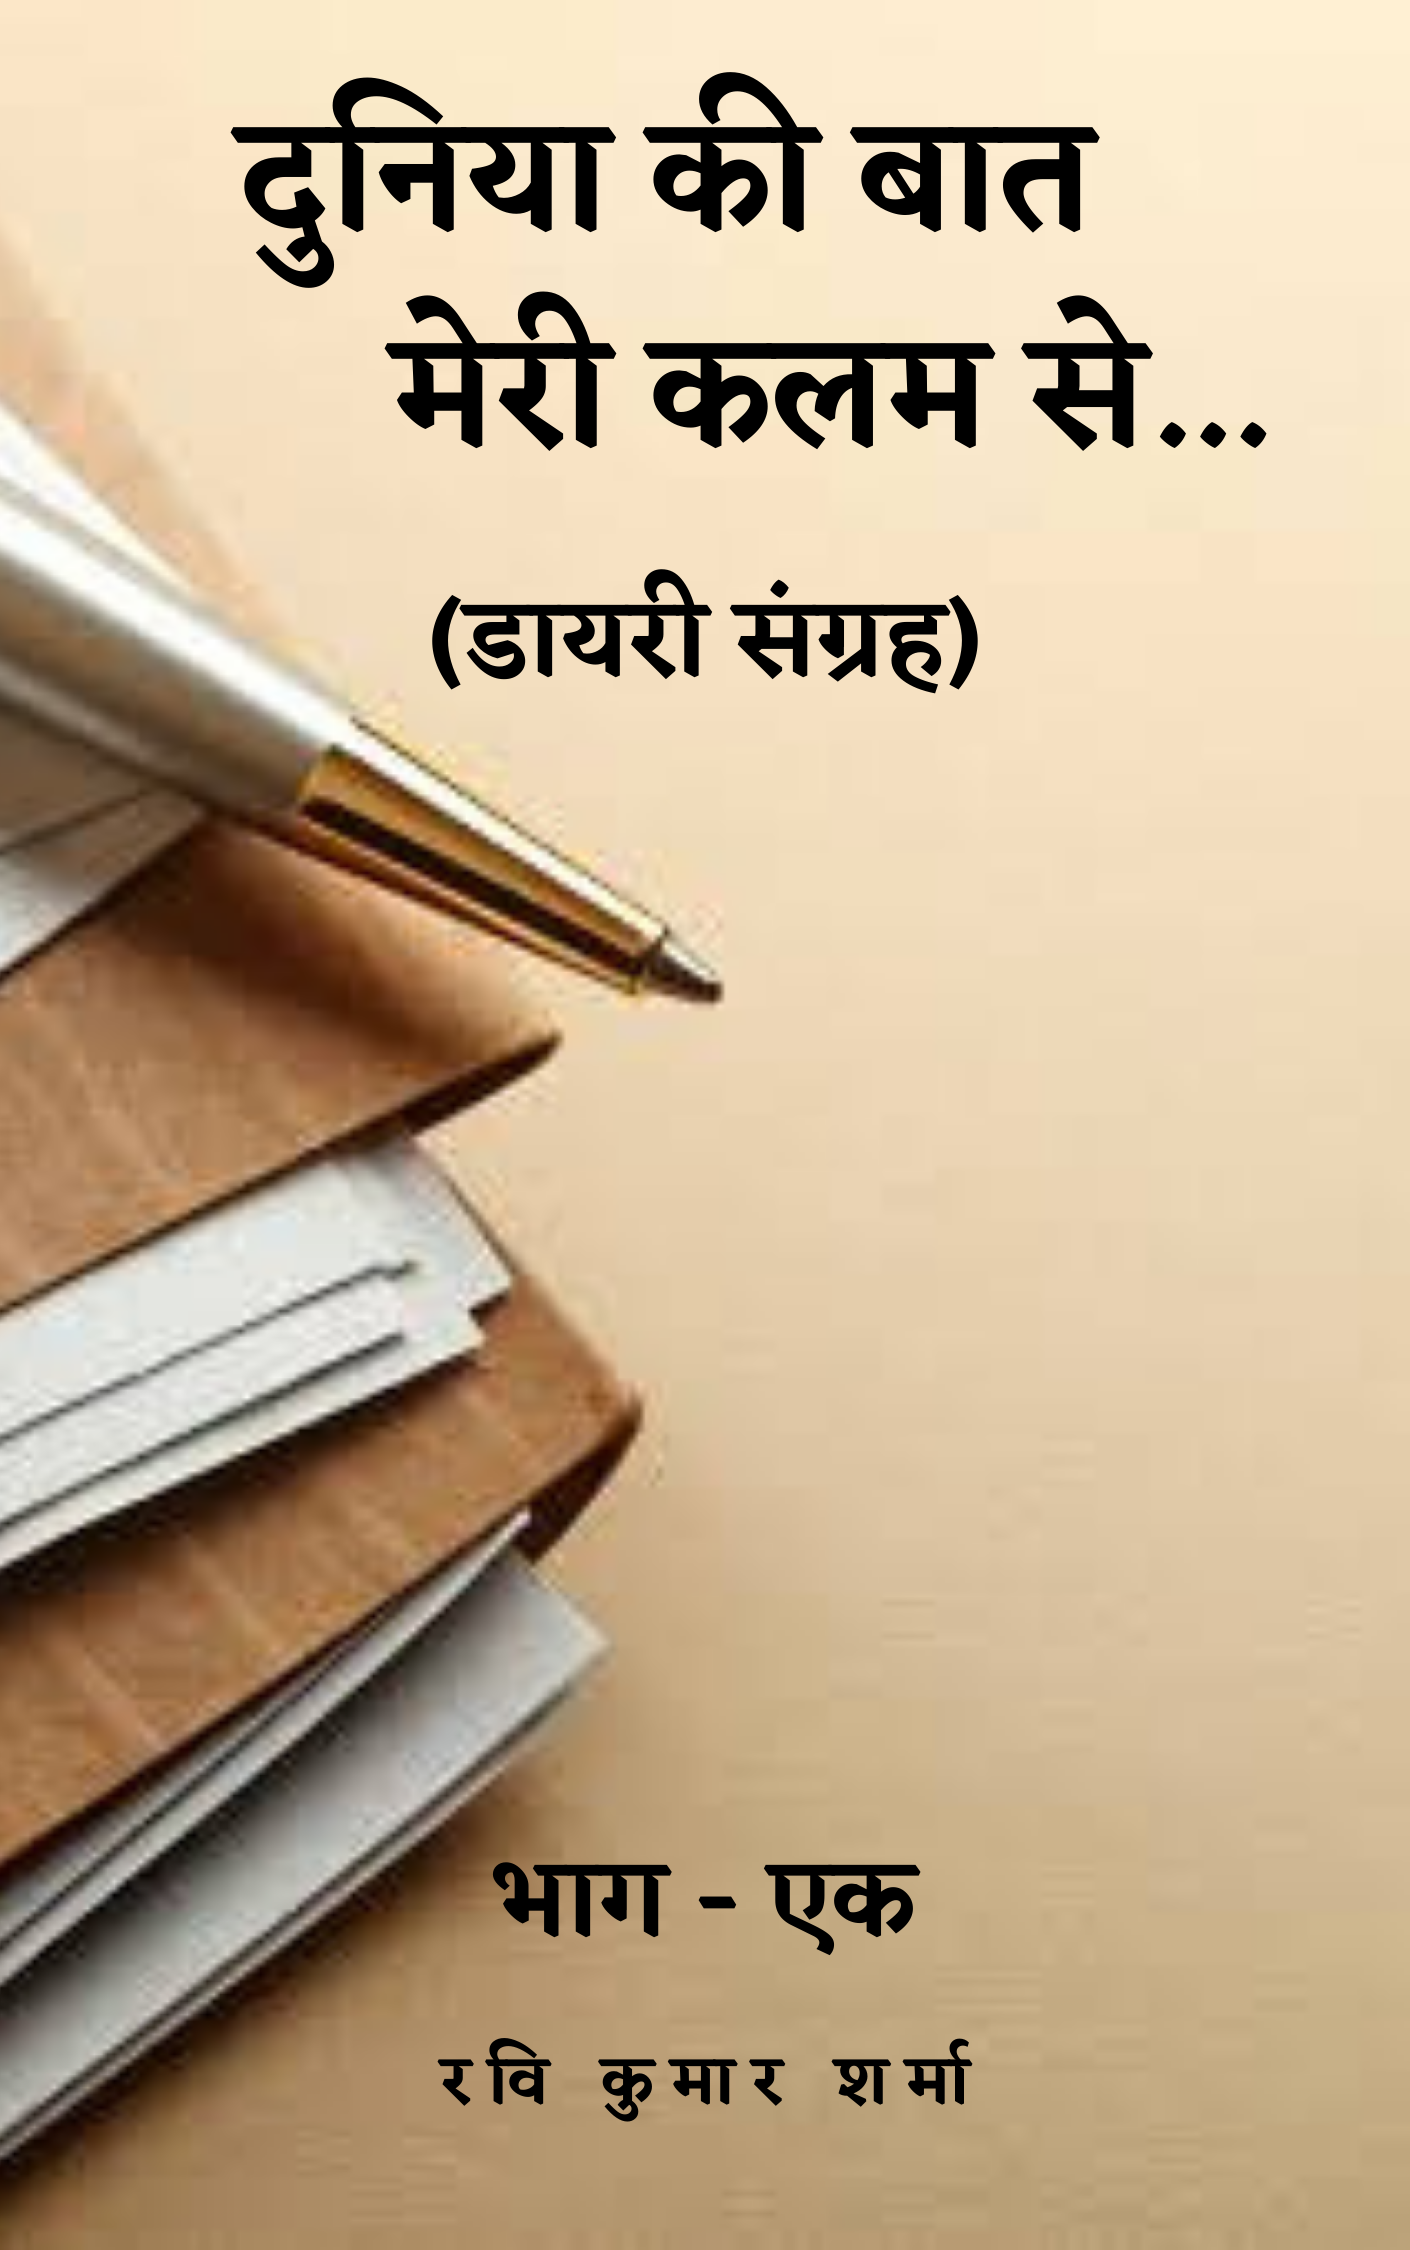 दुनिया की बात
मेरी कलम से...
(डायरी संग्रह)
भाग - एक
रवि कुमार शर्मा